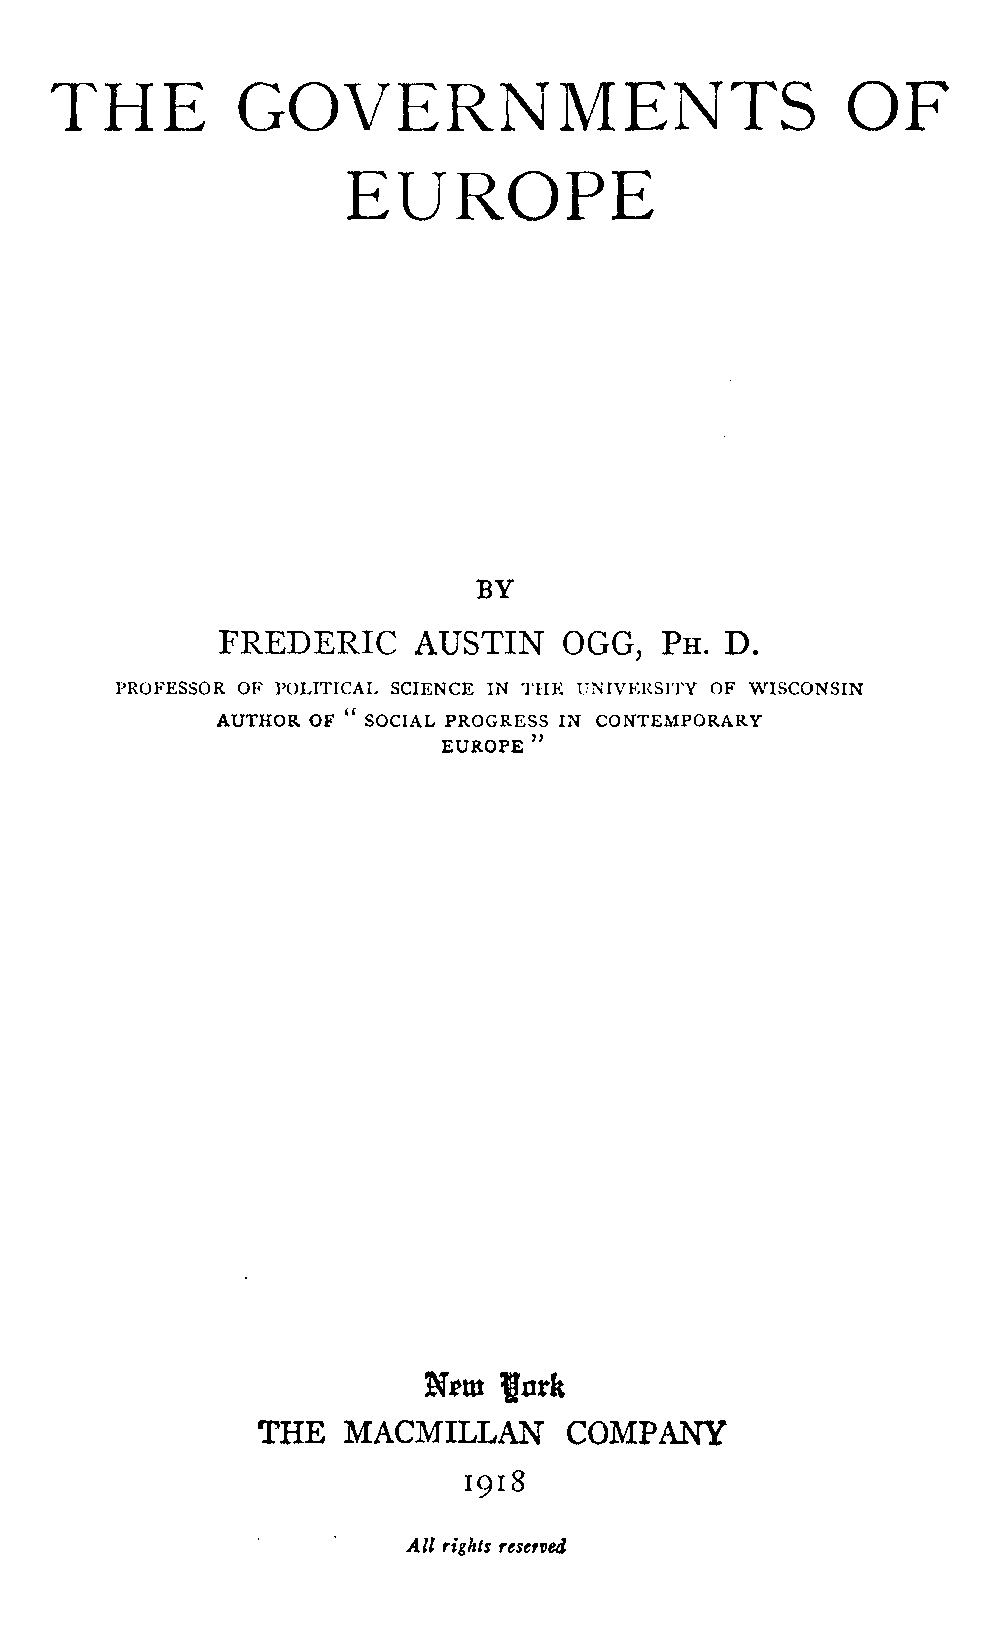 THE GOVERNMENTS OF
EUROPE
BY
FREDERIC AUSTIN OGG, PH. D.
PROFESSOR OF POLITICAL SCIENCE IN THE UNIVERSITY OF WISCONSIN
AUTHOR OF " SOCIAL PROGRESS IN CONTEMPORARY
EUROPE "
New York
THE MACMILLAN COMPANY
1918
All rights reserved